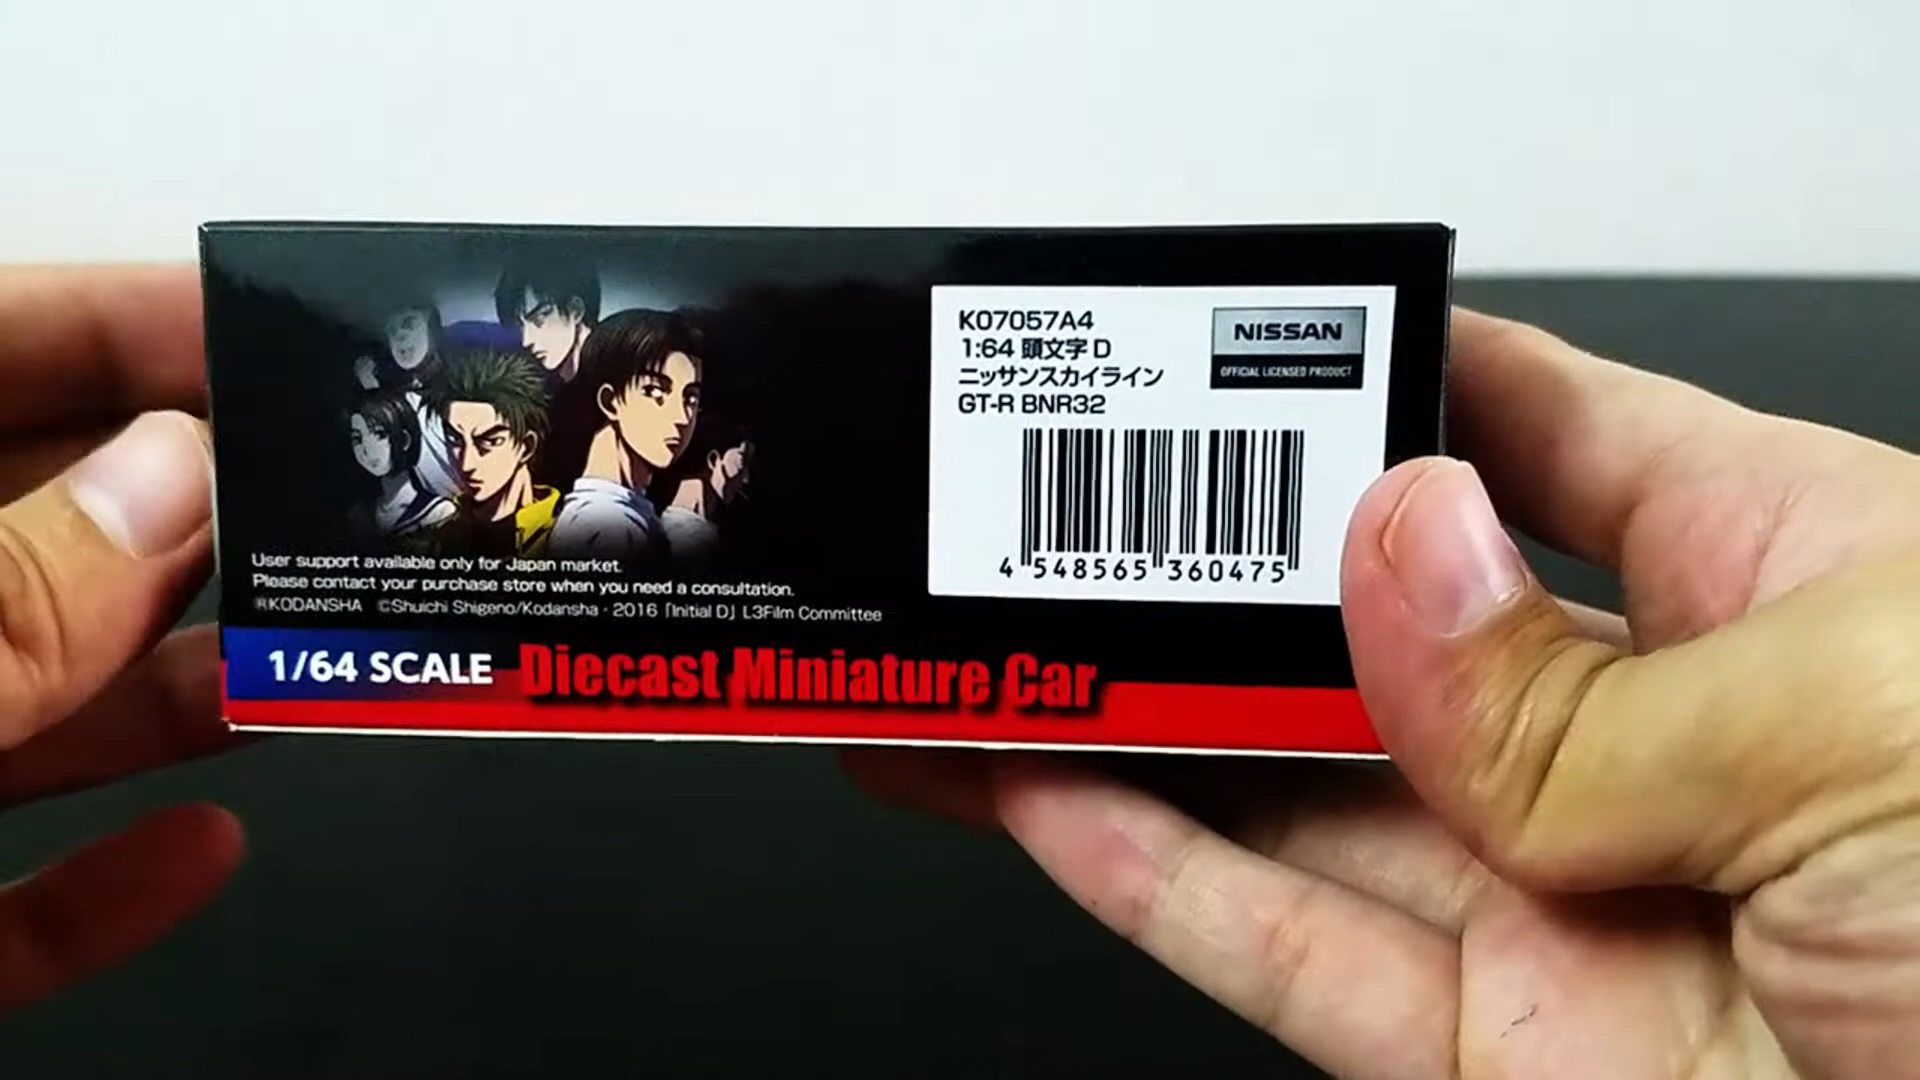 K07057A4
1:64 頭文字 D
ニッサンスカイライン
GT-R BNR32
NISSAN
OFFICIAL LICENSED PRODUCT
4 548565 360475
User support available only for Japan market.
Please contact your purchase store when you need a consultation.
®KODANSHA ©Shuichi Shigeno/Kodansha・2016「Initial D」L3Film Committee
1/64 SCALE Diecast Miniature Car